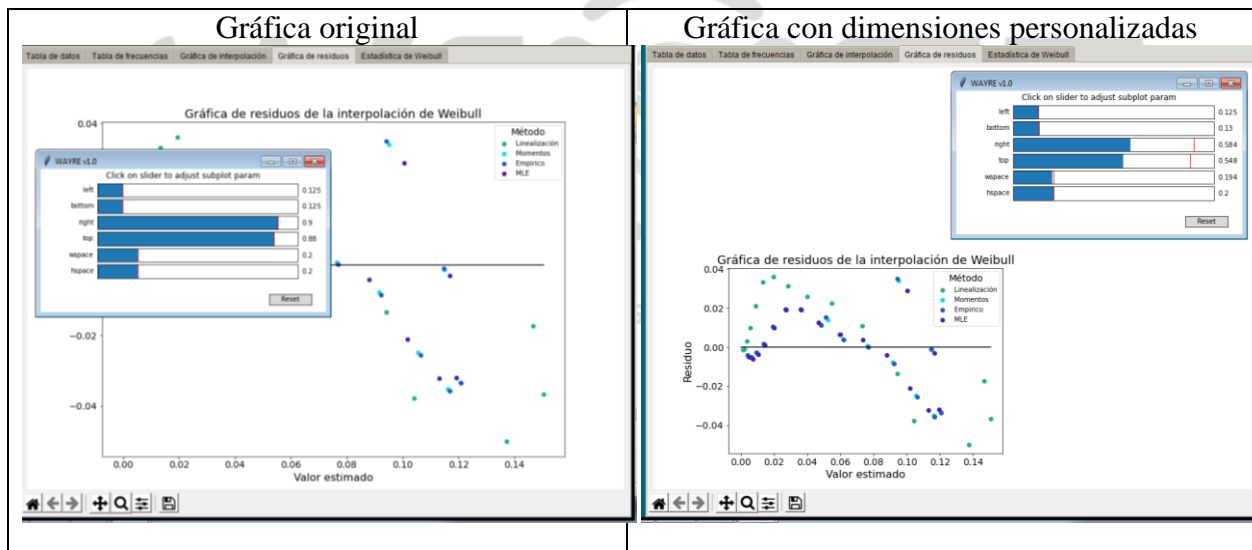 Gráfica original
Tabla de datos Tabla de frecuencias Gráfica de interpolación Gráfica de residuos Estadística de Weibull
Gráfica de residuos de la interpolación de Weibull
0.04
Método
Linealización
Momentos
Empirico
MLE
WAYRE v1.0
Click on slider to adjust subplot param
left 0.125
bottom 0.125
right 0.9
top 0.88
wspace 0.2
hspace 0.2
Reset
−0.02
−0.04
0.00 0.02 0.04 0.06 0.08 0.10 0.12 0.14
Valor estimado
Gráfica con dimensiones personalizadas
Tabla de datos Tabla de frecuencias Gráfica de interpolación Gráfica de residuos Estadística de Weibull
WAYRE v1.0
Click on slider to adjust subplot param
left 0.125
bottom 0.13
right 0.584
top 0.548
wspace 0.194
hspace 0.2
Reset
Gráfica de residuos de la interpolación de Weibull
Método
Linealización
Momentos
Empirico
MLE
0.04
0.02
0.00
−0.02
−0.04
Residuo
0.00 0.02 0.04 0.06 0.08 0.10 0.12 0.14
Valor estimado